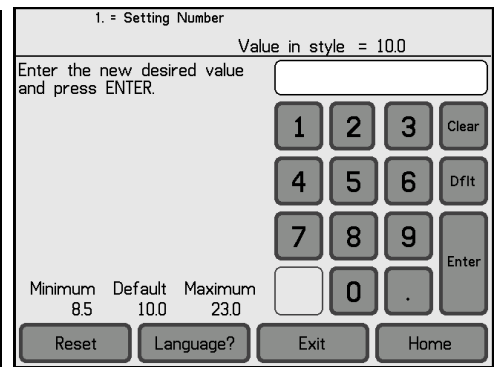 1. = Setting Number
Value in style = 10.0
Enter the new desired value
and press ENTER.
1 2 3 Clear
4 5 6 Dflt
7 8 9
Enter
0 .
Minimum Default Maximum
8.5 10.0 23.0
Reset Language? Exit Home